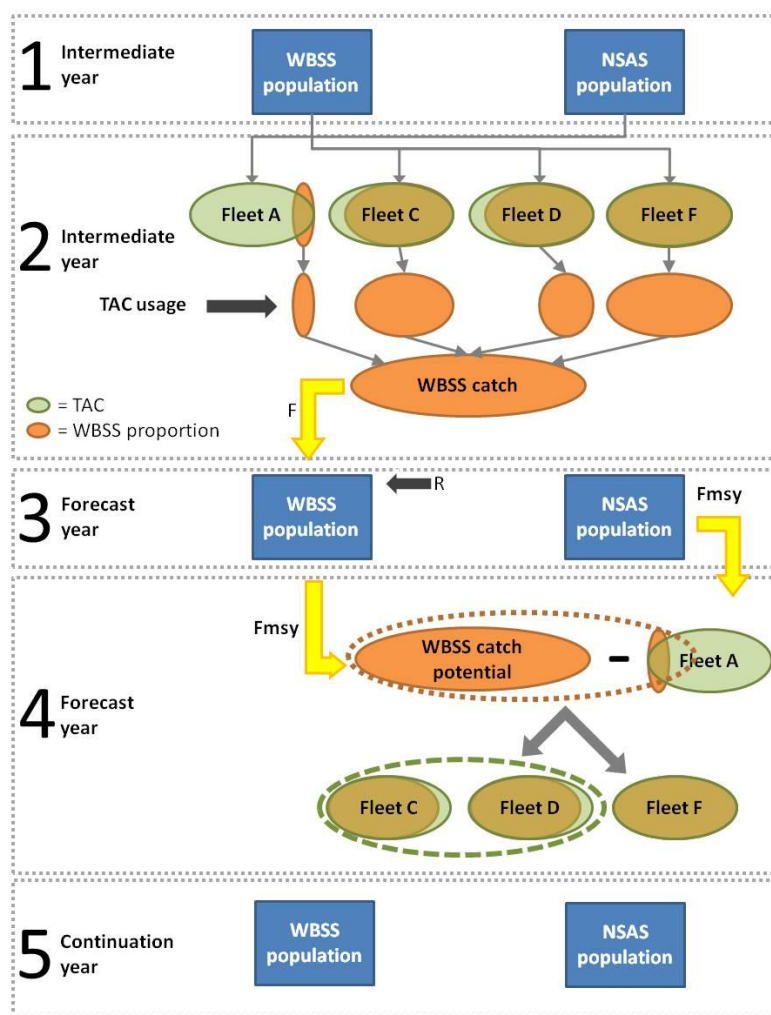 1 Intermediate
year
WBSS
population
NSAS
population
2 Intermediate
year
Fleet A
Fleet C
Fleet D
Fleet F
TAC usage
WBSS catch
= TAC
= WBSS proportion
F
3 Forecast
year
WBSS
population
R
NSAS
population
Fmsy
4 Forecast
year
Fmsy
WBSS catch
potential
-
Fleet A
Fleet C
Fleet D
Fleet F
5 Continuation
year
WBSS
population
NSAS
population